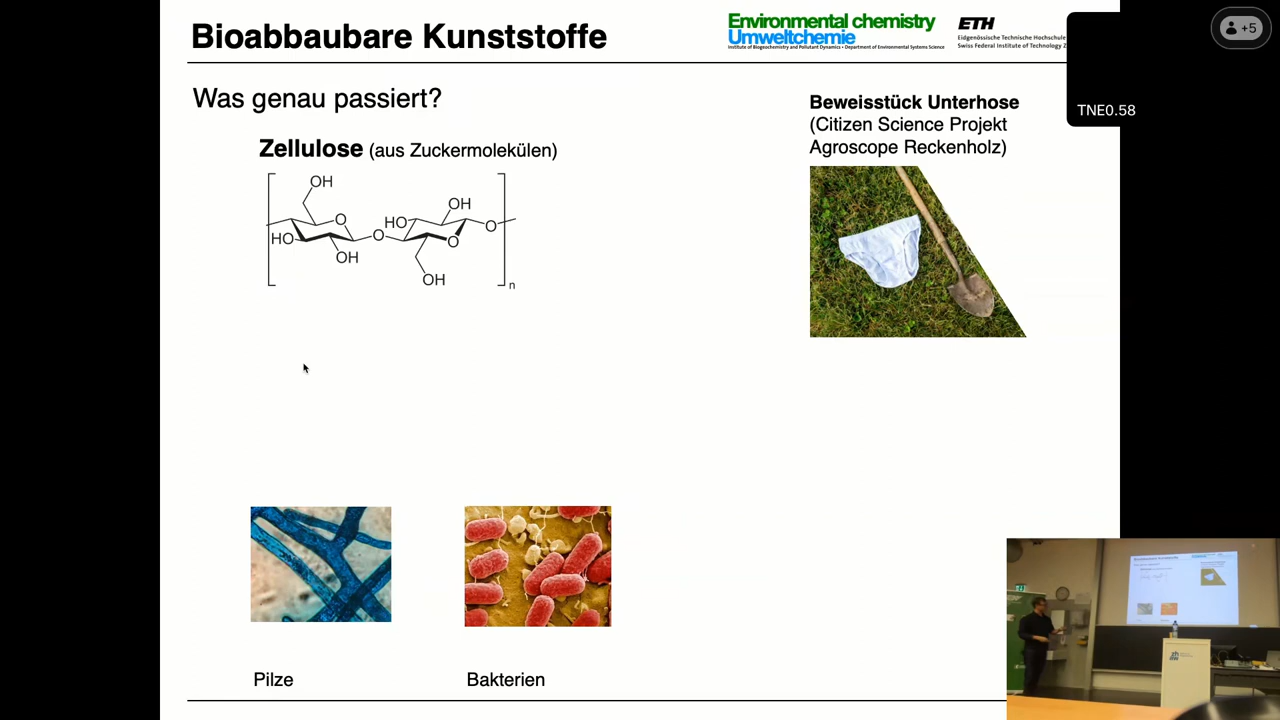 Bioabbaubare Kunststoffe
Environmental chemistry
Umweltchemie
Institute of Biogeochemistry and Pollutant Dynamics • Department of Environmental Systems Science
ETH
Eidgenössische Technische Hochschule
Swiss Federal Institute of Technology Z
+5
TNE0.58
Was genau passiert?
Beweisstück Unterhose
(Citizen Science Projekt
Agroscope Reckenholz)
Zellulose (aus Zuckermolekülen)
OH
OH
O
HO
O
HO
O
O
OH
OH
n
Pilze
Bakterien